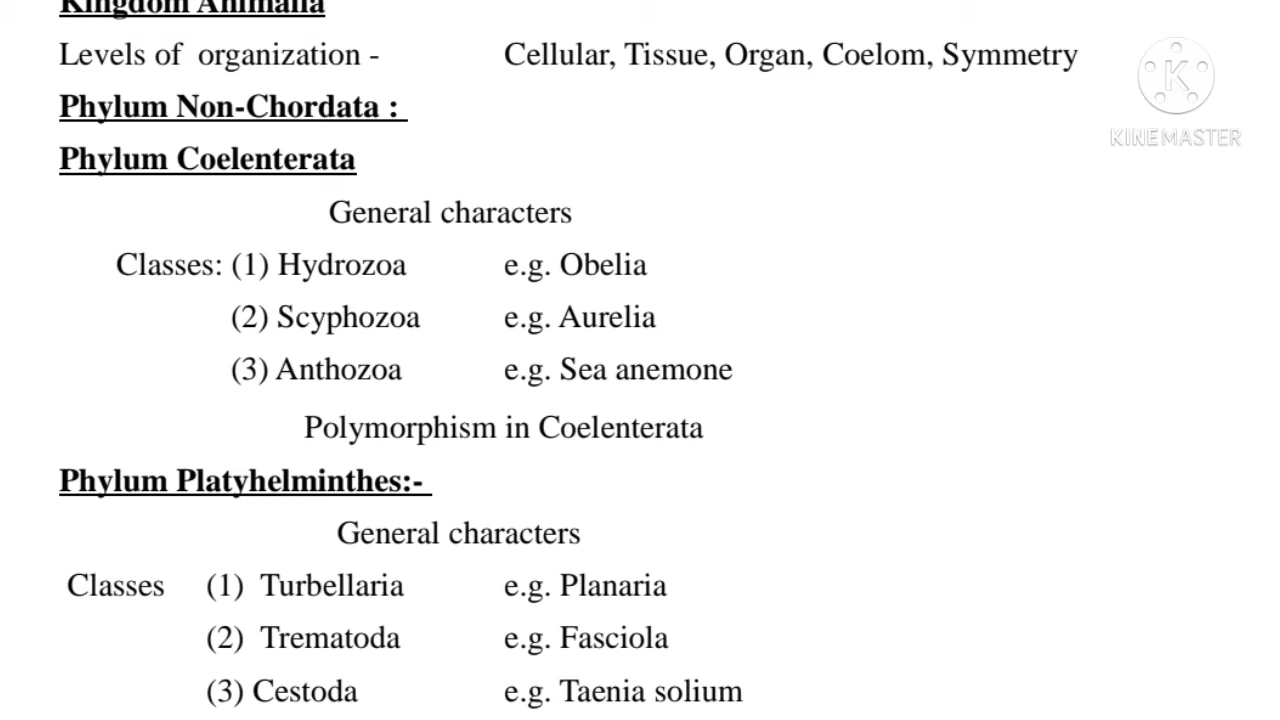 Kingdom Animalia
Levels of organization - Cellular, Tissue, Organ, Coelom, Symmetry
KINEMASTER
Phylum Non-Chordata :
Phylum Coelenterata
General characters
Classes: (1) Hydrozoa e.g. Obelia
(2) Scyphozoa e.g. Aurelia
(3) Anthozoa e.g. Sea anemone
Polymorphism in Coelenterata
Phylum Platyhelminthes:-
General characters
Classes (1) Turbellaria e.g. Planaria
(2) Trematoda e.g. Fasciola
(3) Cestoda e.g. Taenia solium